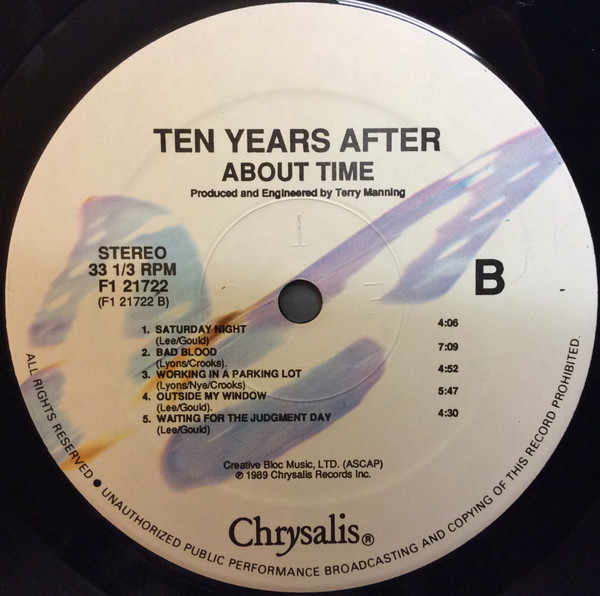 TEN YEARS AFTER
ABOUT TIME
Produced and Engineered by Terry Manning
STEREO
33 1/3 RPM
F1 21722
(F1 21722 B)
B
1. SATURDAY NIGHT 4:06
(Lee/Gould)
2. BAD BLOOD 7:09
(Lyons/Crooks).
3. WORKING IN A PARKING LOT 4:52
(Lyons/Nye/Crooks)
4. OUTSIDE MY WINDOW 5:47
(Lee/Gould).
5. WAITING FOR THE JUDGMENT DAY 4:30
(Lee/Gould)
Creative Bloc Music, LTD. (ASCAP)
℗ 1989 Chrysalis Records Inc.
Chrysalis®
ALL RIGHTS RESERVED ● UNAUTHORIZED PUBLIC PERFORMANCE BROADCASTING AND COPYING OF THIS RECORD PROHIBITED.